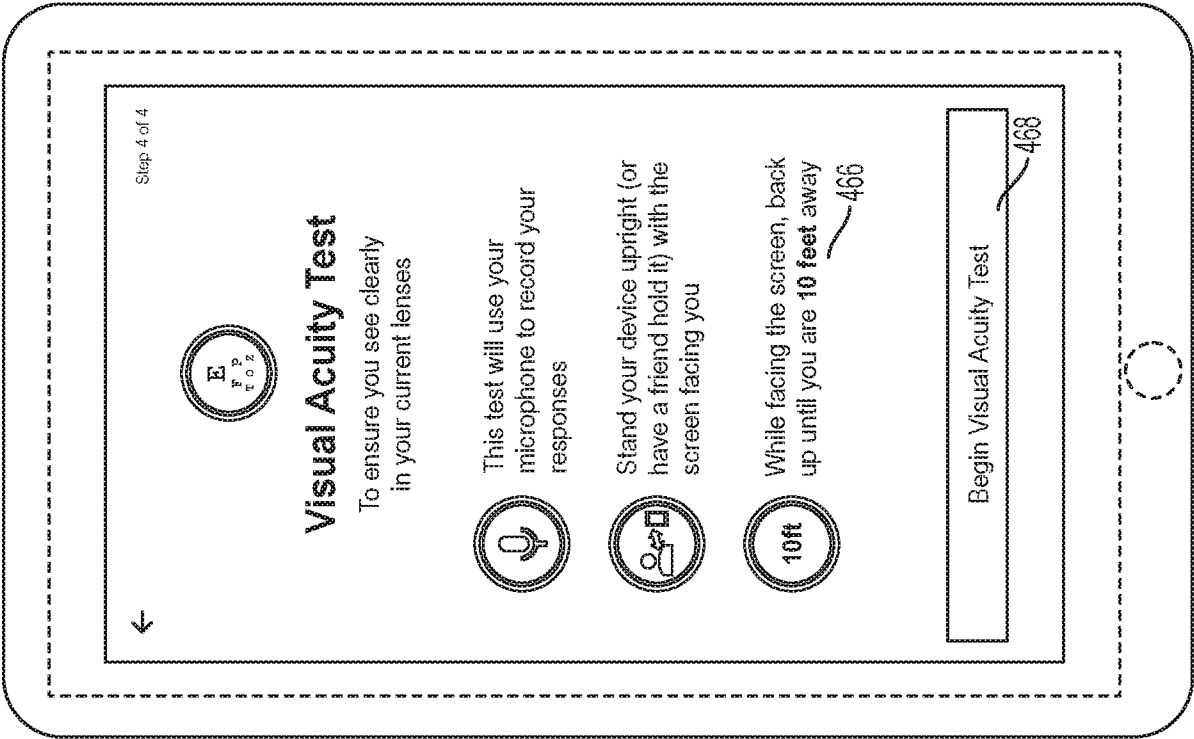 Step 4 of 4
E
F P
T O Z
Visual Acuity Test
To ensure you see clearly
in your current lenses
This test will use your
microphone to record your
responses
Stand your device upright (or
have a friend hold it) with the
screen facing you
10ft
While facing the screen, back
up until you are 10 feet away
466
Begin Visual Acuity Test
468